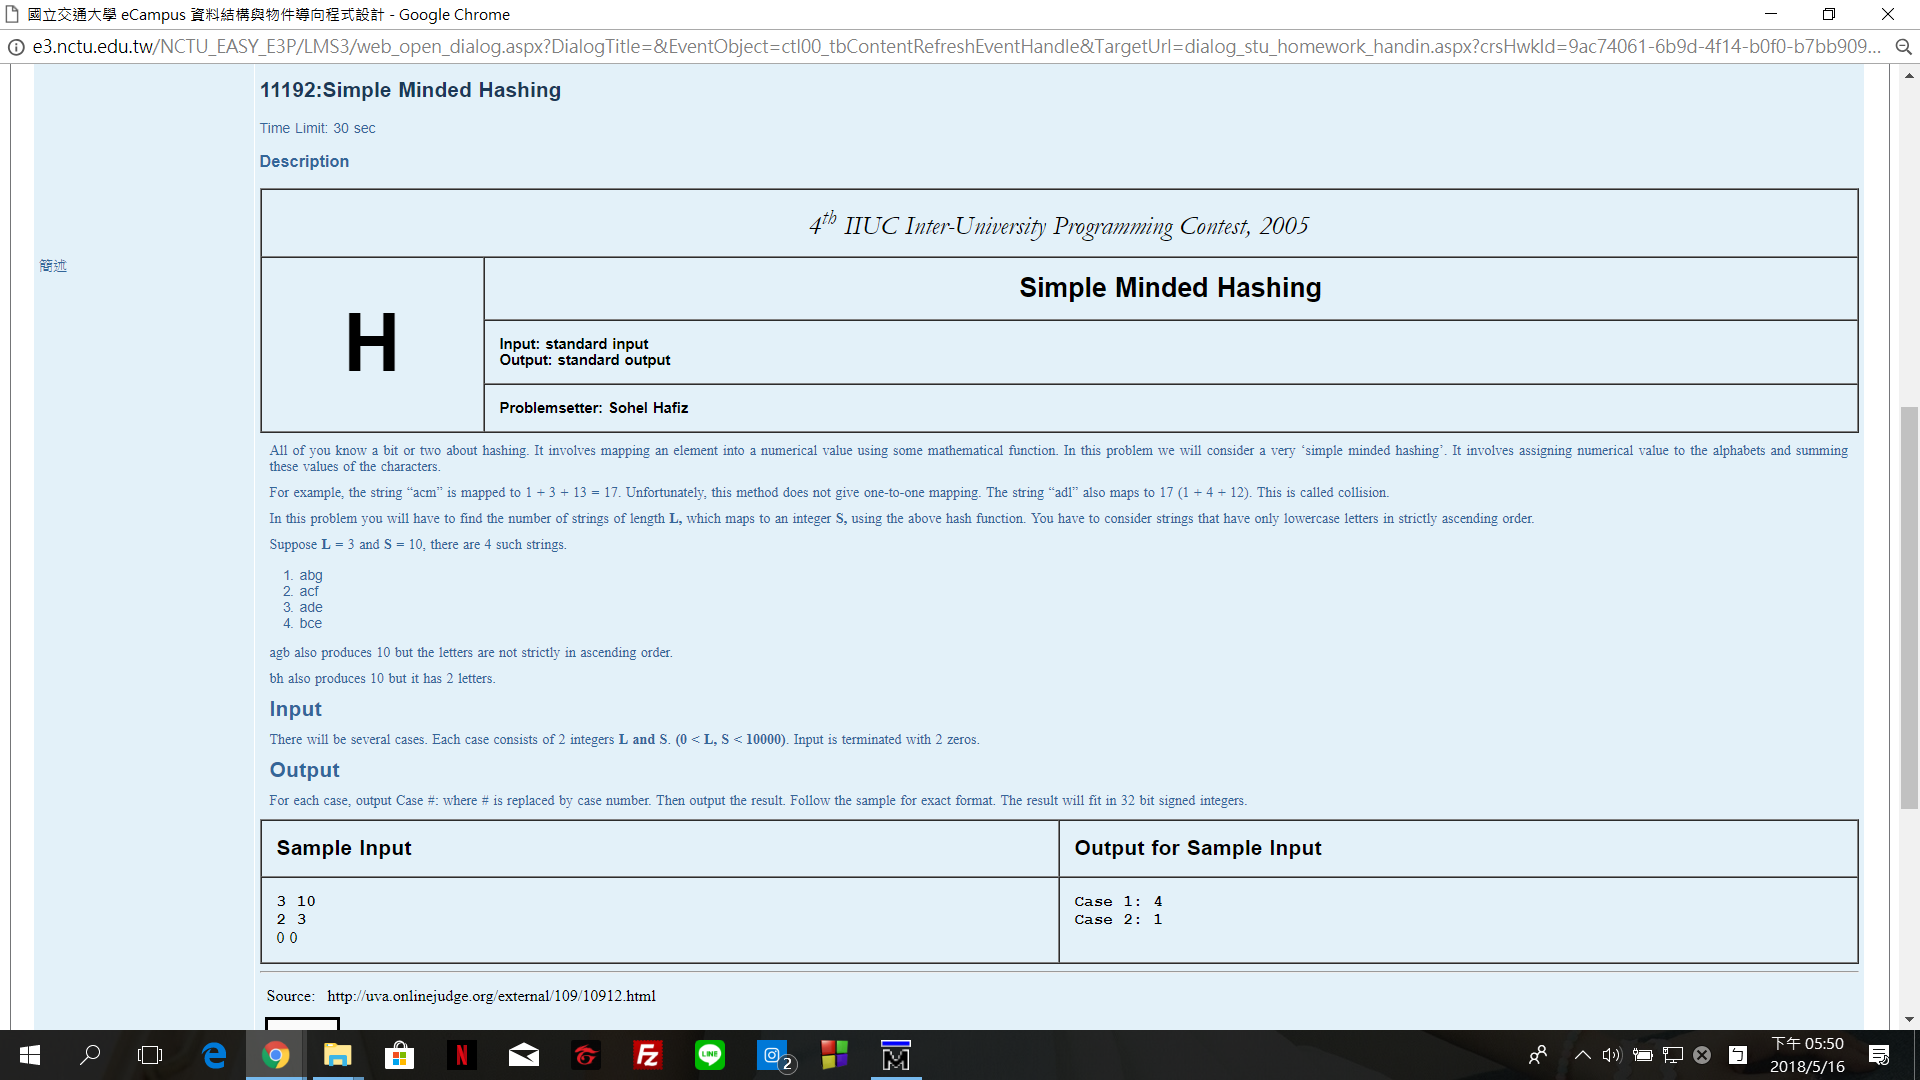 國立交通大學 eCampus 資料結構與物件導向程式設計 - Google Chrome
e3.nctu.edu.tw/NCTU_EASY_E3P/LMS3/web_open_dialog.aspx?DialogTitle=&EventObject=ctl00_tbContentRefreshEventHandle&TargetUrl=dialog_stu_homework_handin.aspx?crsHwkId=9ac74061-6b9d-4f14-b0f0-b7bb909...
11192:Simple Minded Hashing
Time Limit: 30 sec
Description
4th IIUC Inter-University Programming Contest, 2005
簡述
H
Simple Minded Hashing
Input: standard input
Output: standard output
Problemsetter: Sohel Hafiz
All of you know a bit or two about hashing. It involves mapping an element into a numerical value using some mathematical function. In this problem we will consider a very ‘simple minded hashing’. It involves assigning numerical value to the alphabets and summing
these values of the characters.
For example, the string “acm” is mapped to 1 + 3 + 13 = 17. Unfortunately, this method does not give one-to-one mapping. The string “adl” also maps to 17 (1 + 4 + 12). This is called collision.
In this problem you will have to find the number of strings of length L, which maps to an integer S, using the above hash function. You have to consider strings that have only lowercase letters in strictly ascending order.
Suppose L = 3 and S = 10, there are 4 such strings.
1. abg
2. acf
3. ade
4. bce
agb also produces 10 but the letters are not strictly in ascending order.
bh also produces 10 but it has 2 letters.
Input
There will be several cases. Each case consists of 2 integers L and S. (0 < L, S < 10000). Input is terminated with 2 zeros.
Output
For each case, output Case #: where # is replaced by case number. Then output the result. Follow the sample for exact format. The result will fit in 32 bit signed integers.
Sample Input
Output for Sample Input
3 10
2 3
0 0
Case 1: 4
Case 2: 1
Source: http://uva.onlinejudge.org/external/109/10912.html
N
Fz
LINE
2
M
下午 05:50
2018/5/16